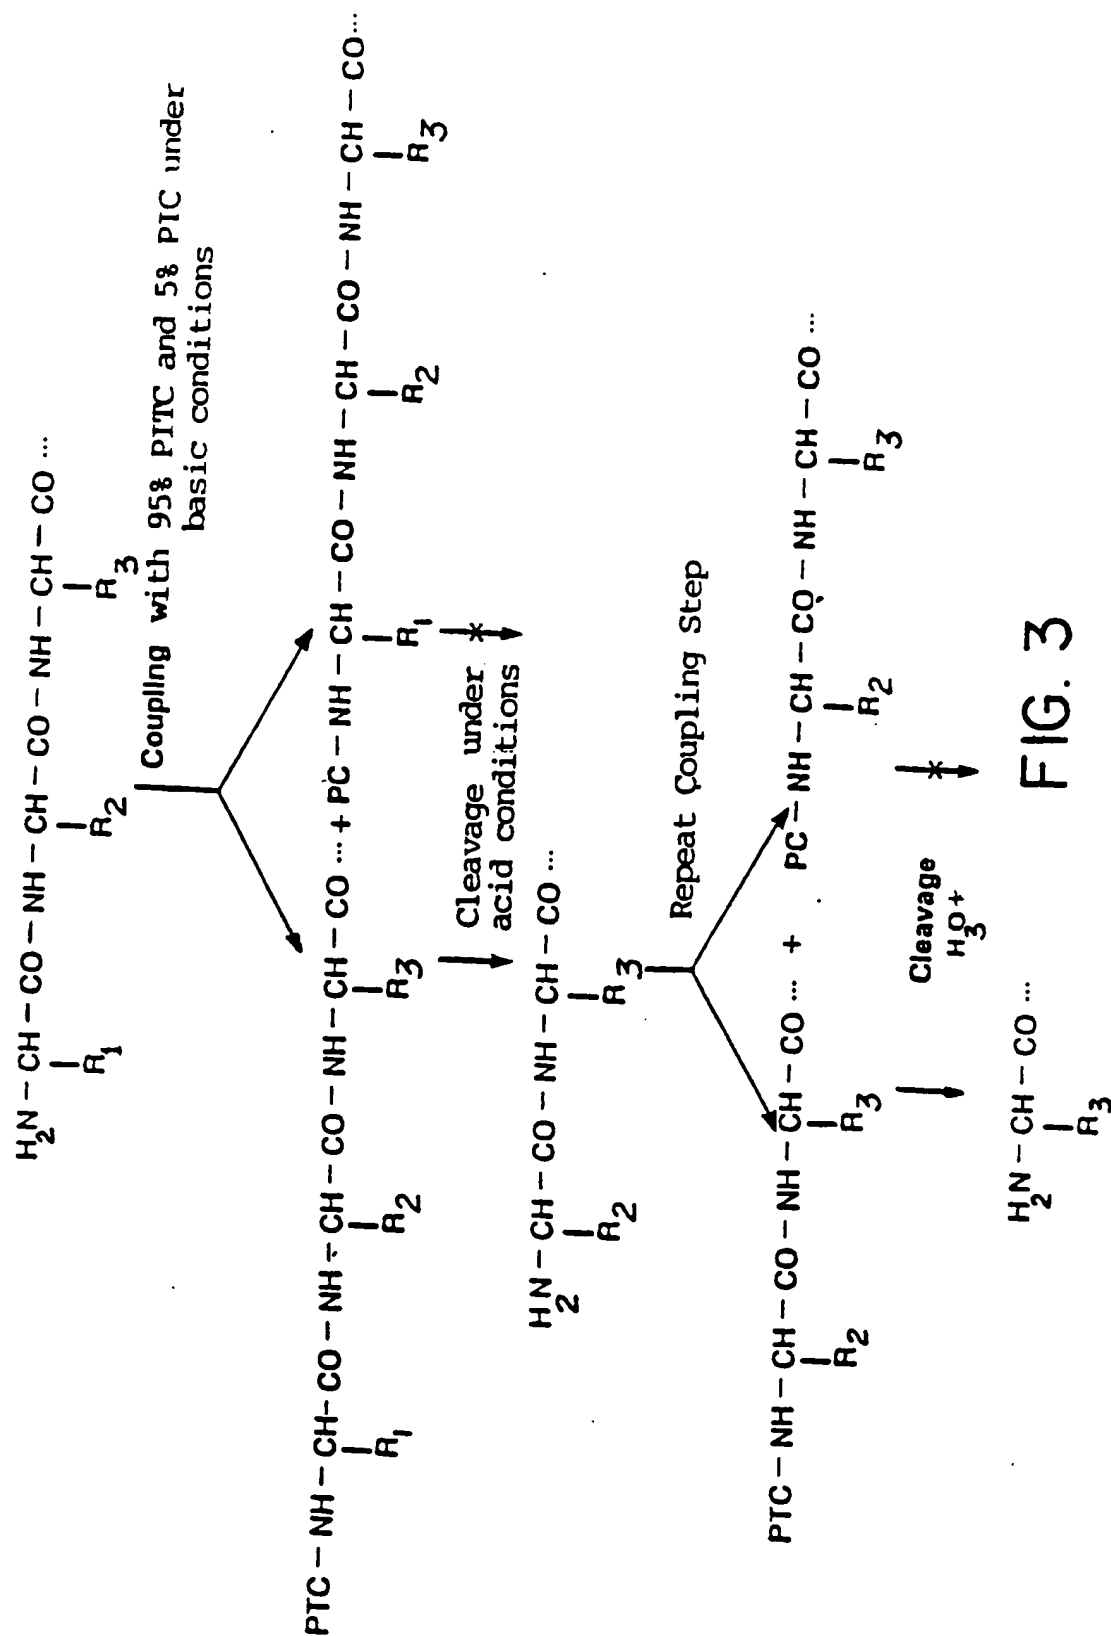 H2N – CH – CO – NH – CH – CO – NH – CH – CO ...
R1 R2 R3
Coupling with 95% PITC and 5% PIC under
basic conditions
PTC – NH – CH – CO – NH – CH – CO – NH – CH – CO ... + PC – NH – CH – CO – NH – CH – CO – NH – CH – CO ...
R1 R2 R3 R1 R2 R3
Cleavage under
acid conditions
H2N – CH – CO – NH – CH – CO ...
R2 R3
Repeat Coupling Step
PTC – NH – CH – CO – NH – CH – CO ... + PC – NH – CH – CO – NH – CH – CO ...
R2 R3 R2 R3
Cleavage
H3O+
H2N – CH – CO ...
R3
FIG. 3